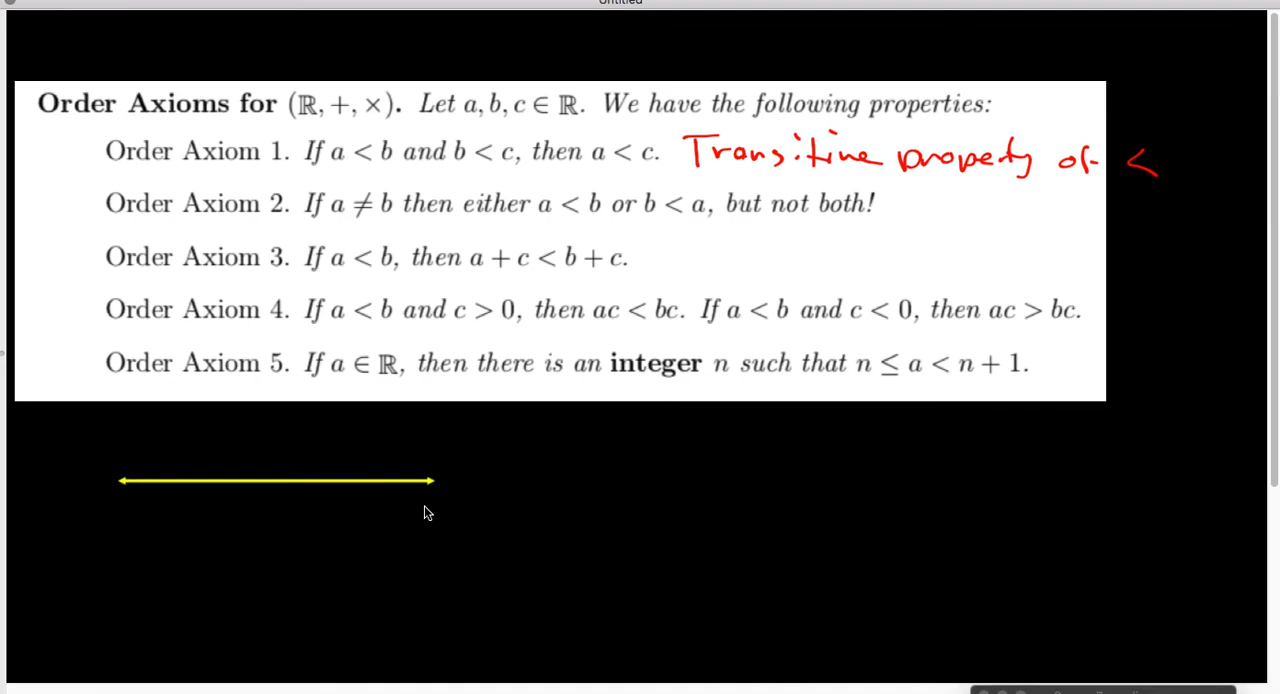 Untitled
Order Axioms for (ℝ, +, ×). Let a, b, c ∈ ℝ. We have the following properties:
Order Axiom 1. If a < b and b < c, then a < c. Transitive property of <
Order Axiom 2. If a ≠ b then either a < b or b < a, but not both!
Order Axiom 3. If a < b, then a + c < b + c.
Order Axiom 4. If a < b and c > 0, then ac < bc. If a < b and c < 0, then ac > bc.
Order Axiom 5. If a ∈ ℝ, then there is an integer n such that n ≤ a < n + 1.